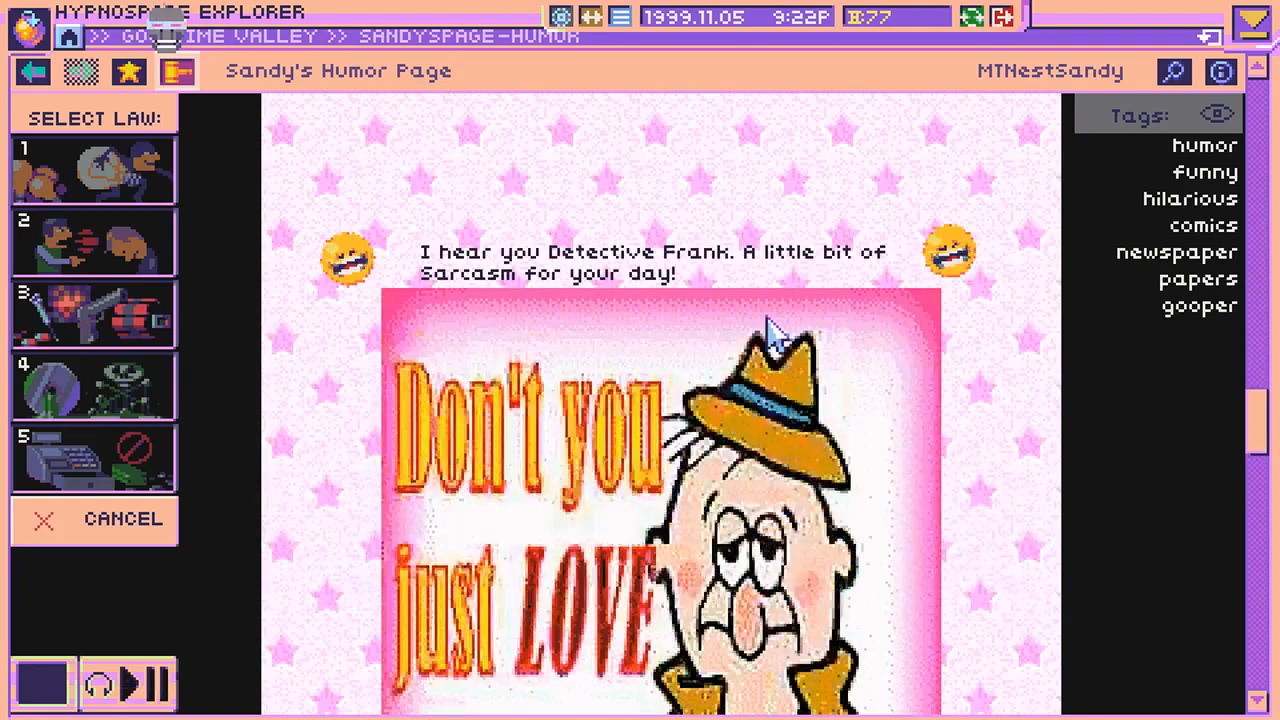 HYPNOSPACE EXPLORER
1999.11.05 9:22P
77
SANDYSPAGE-HUMOR
Sandy's Humor Page
MTNestSandy
SELECT LAW:
1
2
3
4
5
CANCEL
Tags:
humor
funny
hilarious
comics
newspaper
papers
gooper
I hear you Detective Frank. A little bit of
Sarcasm for your day!
Don't you
just LOVE